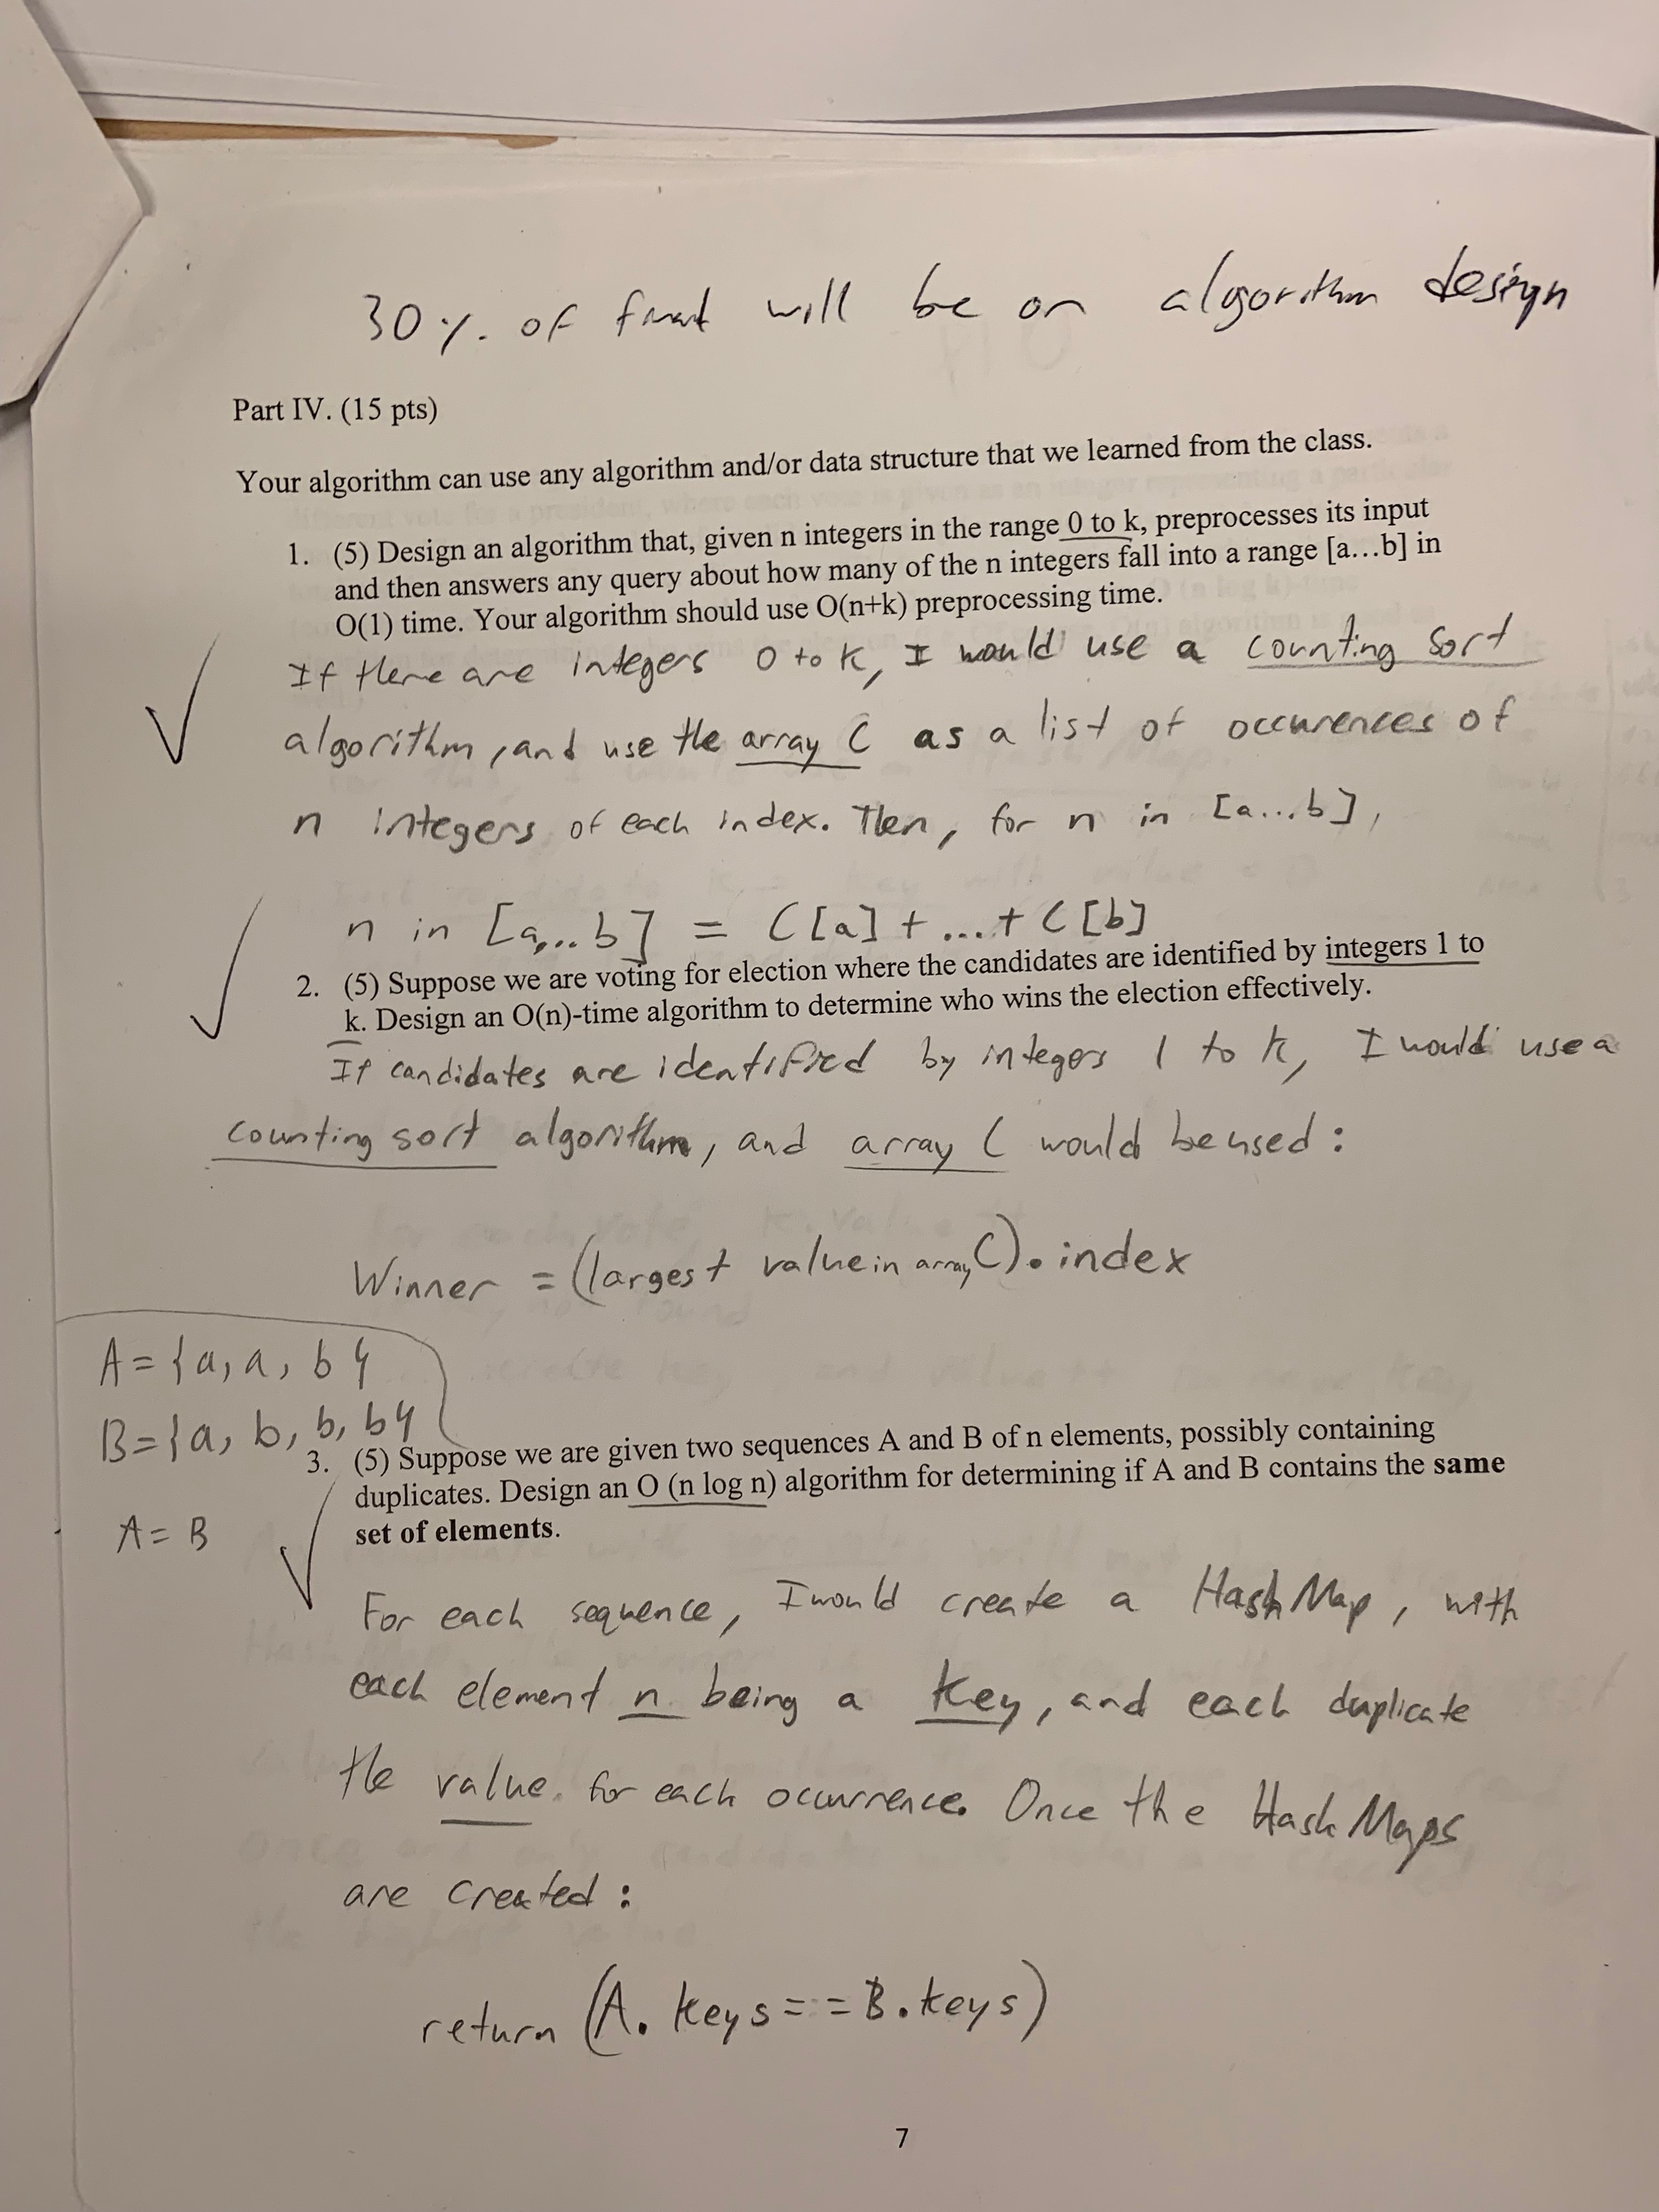 30%. of final will be on algorithm design
Part IV. (15 pts)
Your algorithm can use any algorithm and/or data structure that we learned from the class.
1. (5) Design an algorithm that, given n integers in the range 0 to k, preprocesses its input
and then answers any query about how many of the n integers fall into a range [a…b] in
O(1) time. Your algorithm should use O(n+k) preprocessing time.
If there are integers 0 to k, I would use a counting sort
algorithm, and use the array C as a list of occurences of
n integers of each index. Then, for n in [a...b],
n in [a,..b] = C[a] + ...+ C[b]
2. (5) Suppose we are voting for election where the candidates are identified by integers 1 to
k. Design an O(n)-time algorithm to determine who wins the election effectively.
If candidates are identified by integers 1 to k, I would use a
counting sort algorithm, and array C would be used:
Winner = (largest value in array C).index
A={a, a, b}
B={a, b, b, b}
A=B
3. (5) Suppose we are given two sequences A and B of n elements, possibly containing
duplicates. Design an O (n log n) algorithm for determining if A and B contains the same
set of elements.
For each sequence, I would create a HashMap, with
each element n being a key, and each duplicate
the value for each occurrence. Once the HashMaps
are created:
return (A.keys==B.keys)
7